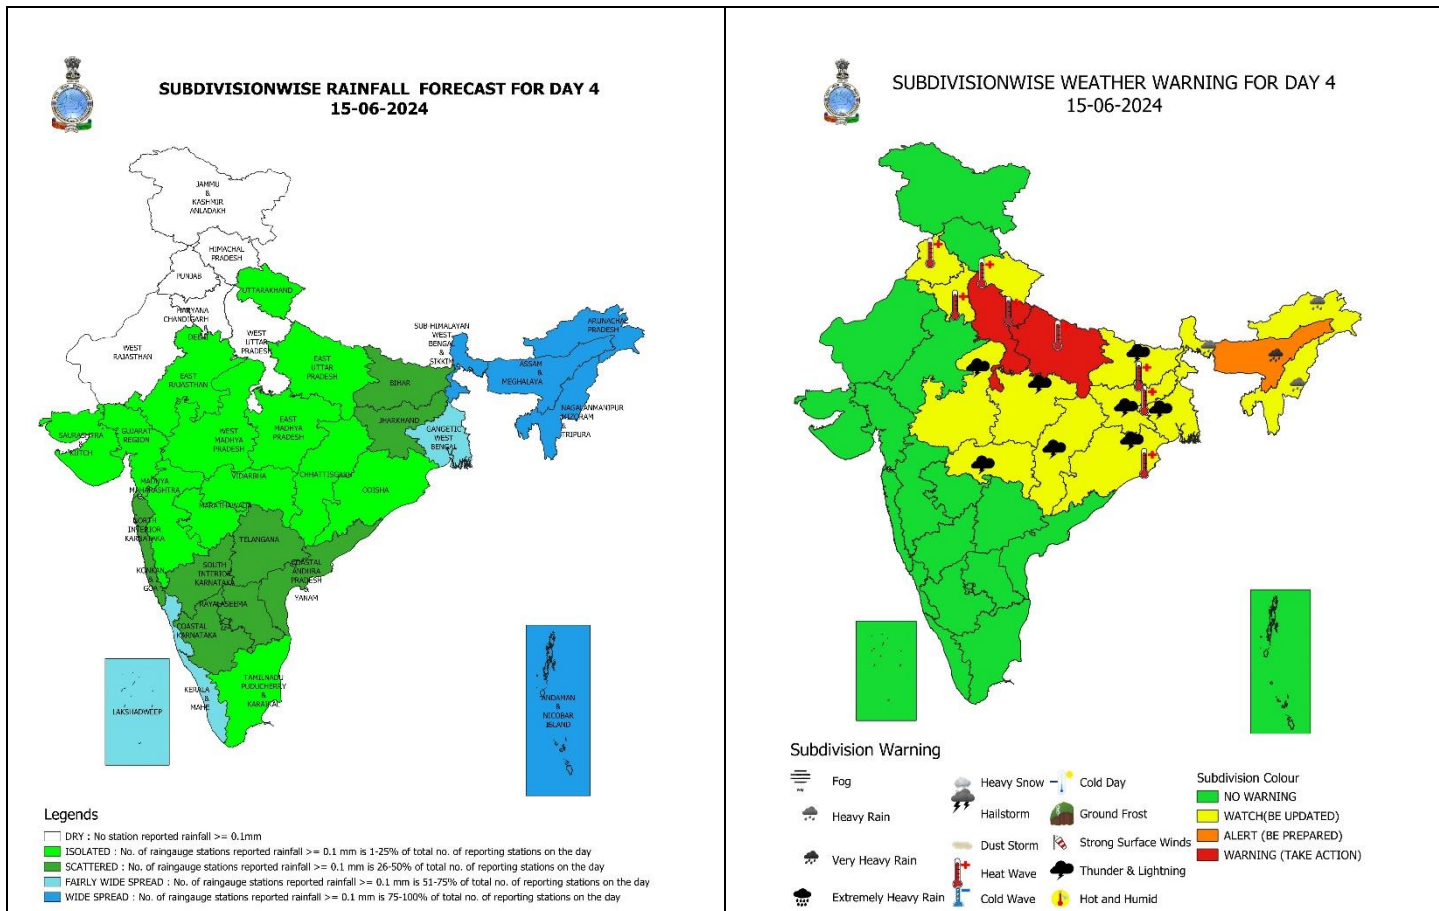 SUBDIVISIONWISE RAINFALL FORECAST FOR DAY 4
15-06-2024
JAMMU
&
KASHMIR
ANLADAKH
HIMACHAL
PRADESH
PUNJAB
UTTARAKHAND
HARYANA
CHANDIGARH
&
DELHI
WEST
UTTAR
PRADESH
WEST
RAJASTHAN
SUB-HIMALAYAN
WEST
BENGAL
&
SIKKIM
ARUNACHAL
PRADESH
ASSAM
&
MEGHALAYA
EAST
UTTAR
PRADESH
EAST
RAJASTHAN
BIHAR
JHARKHAND
NAGALANMANIPUR
MIZORAM
&
TRIPURA
GANGETIC
WEST
BENGAL
SAURASHTRA
&
KUTCH
GUJARAT
REGION
WEST
MADHYA
PRADESH
EAST
MADHYA
PRADESH
CHHATTISGARH
VIDARBHA
ODISHA
MADHYA
MAHARASHTRA
MARATHAWADA
NORTH
INTERIOR
KARNATAKA
TELANGANA
KONKAN
&
GOA
SOUTH
INTERIOR
KARNATAKA
COASTAL
ANDHRA
PRADESH
&
YANAM
RAYALASEEMA
COASTAL
KARNATAKA
TAMILNADU
PUDUCHERRY
&
KARAIKAL
KERALA
&
MAHE
LAKSHADWEEP
ANDAMAN
&
NICOBAR
ISLAND
Legends
DRY : No station reported rainfall >= 0.1mm
ISOLATED : No. of raingauge stations reported rainfall >= 0.1 mm is 1-25% of total no. of reporting stations on the day
SCATTERED : No. of raingauge stations reported rainfall >= 0.1 mm is 26-50% of total no. of reporting stations on the day
FAIRLY WIDE SPREAD : No. of raingauge stations reported rainfall >= 0.1 mm is 51-75% of total no. of reporting stations on the day
WIDE SPREAD : No. of raingauge stations reported rainfall >= 0.1 mm is 75-100% of total no. of reporting stations on the day
SUBDIVISIONWISE WEATHER WARNING FOR DAY 4
15-06-2024
Subdivision Warning
Fog
Heavy Rain
Very Heavy Rain
Extremely Heavy Rain
Heavy Snow
Hailstorm
Dust Storm
Heat Wave
Cold Wave
Cold Day
Ground Frost
Strong Surface Winds
Thunder & Lightning
Hot and Humid
Subdivision Colour
NO WARNING
WATCH(BE UPDATED)
ALERT (BE PREPARED)
WARNING (TAKE ACTION)